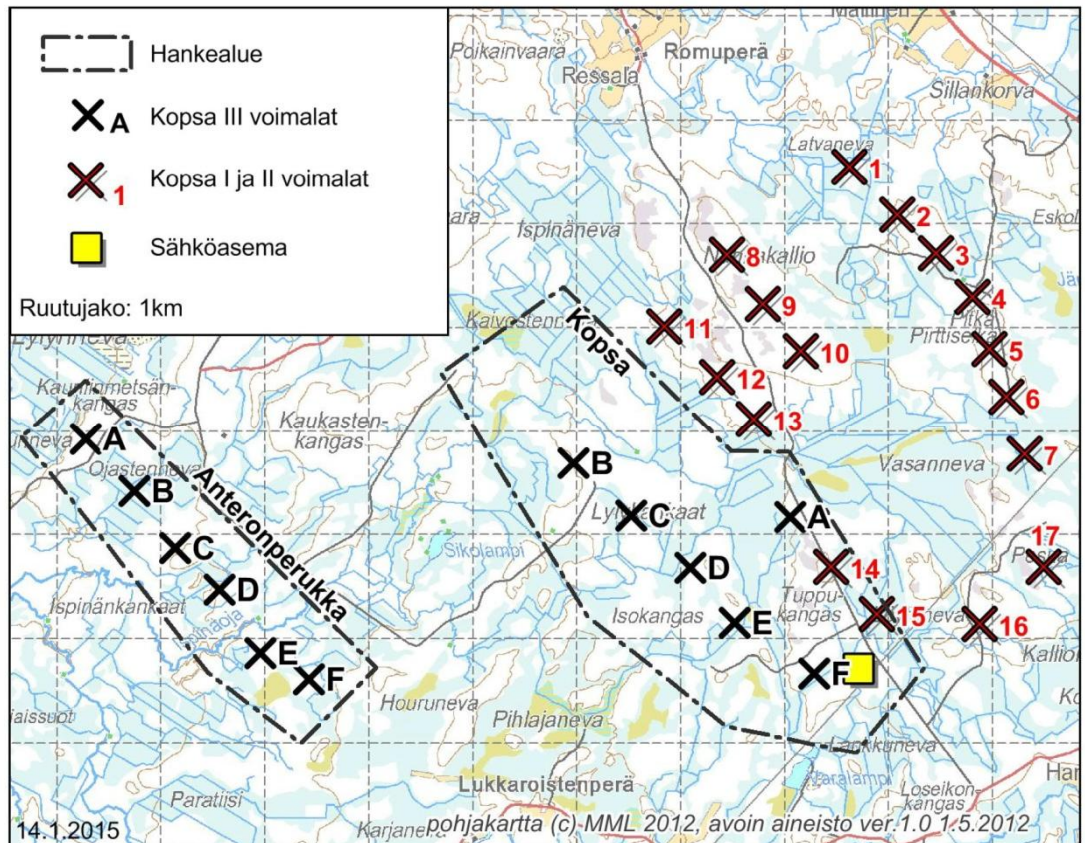 Hankealue
A Kopsa III voimalat
1 Kopsa I ja II voimalat
Sähköasema
Ruutujako: 1km
Poikainvaara
Romuperä
Ressala
Sillankorva
Latvaneva
1
2
3
4
5
6
7
8
9
10
11
12
13
14
15
16
17
Ispinäneva
Kopsa
Vasanneva
Kaukasten-
kangas
Kauniinmetsän-
kangas
Ojastenneva
Anteronperukka
A
B
C
D
E
F
Sikolampi
Ispinänkankaat
A
B
C
D
E
F
Isokangas
Tuppu-
kangas
Houruneva
Pihlajaneva
Lukkaroistenperä
Lankkuneva
Loseikon-
kangas
Paratiisi
14.1.2015
pohjakartta (c) MML 2012, avoin aineisto ver.1.0 1.5.2012